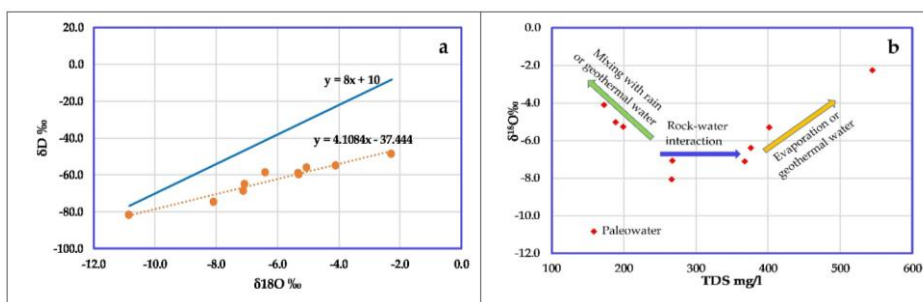 20.0
a
0.0
y = 8x + 10
-20.0
δD ‰
-40.0
y = 4.1084x - 37.444
-60.0
-80.0
-100.0
-12.0 -10.0 -8.0 -6.0 -4.0 -2.0 0.0
δ18O ‰
0.0
b
-2.0
Mixing with rain
or geothermal water
-4.0
δ¹⁸O‰
Rock-water
interaction
Evaporation or
geothermal water
-6.0
-8.0
-10.0
Paleowater
-12.0
100 200 300 400 500 600
TDS mg/l